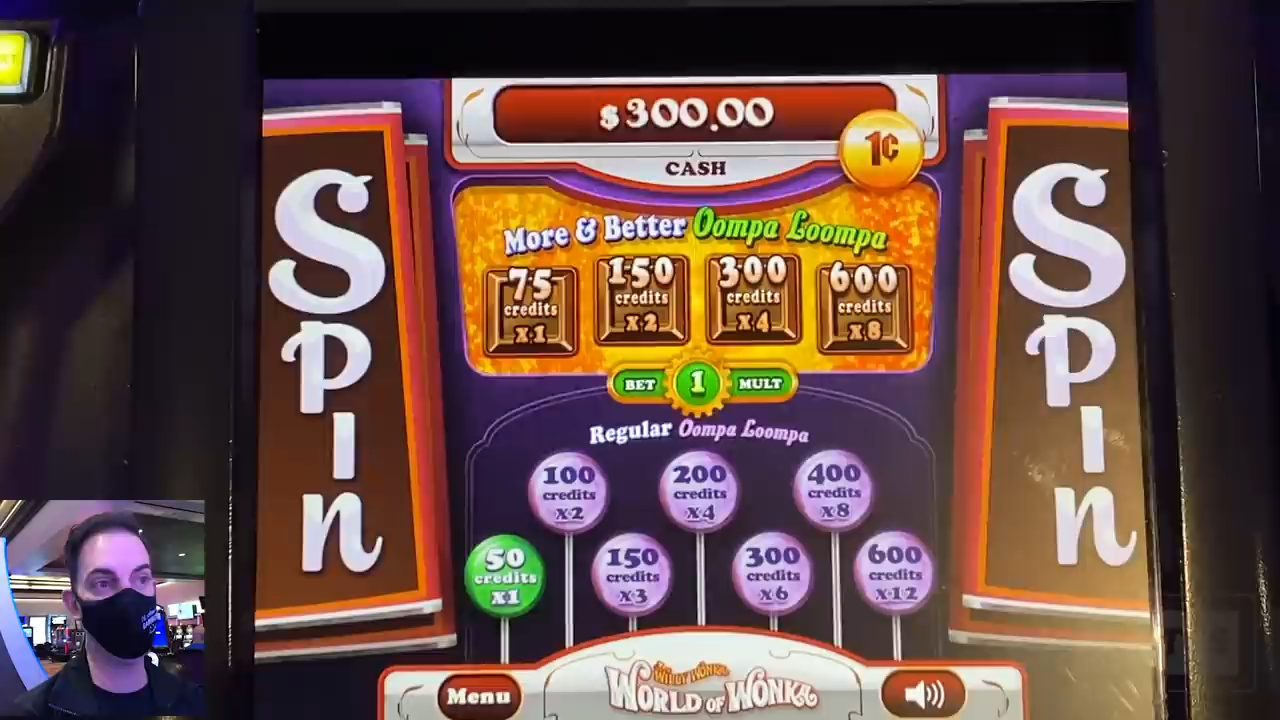 $300.00
1¢
CASH
SPIN
SPIN
More & Better Oompa Loompa
75 credits x1
150 credits x2
300 credits x4
600 credits x8
BET 1 MULT
Regular Oompa Loompa
100 credits x2
200 credits x4
400 credits x8
50 credits x1
150 credits x3
300 credits x6
600 credits x12
Menu
WILLY WONKA
WORLD OF WONKA